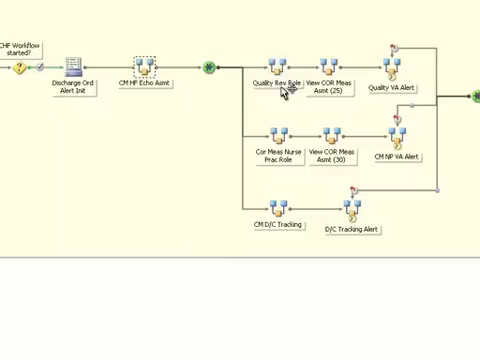 CHF Workflow
started?
Discharge Ord
Alert Init
CM HF Echo Asmt
Quality Rev Role
View COR Meas
Asmt (25)
Quality VA Alert
Cor Meas Nurse
Prac Role
View COR Meas
Asmt (30)
CM NP VA Alert
CM D/C Tracking
D/C Tracking Alert